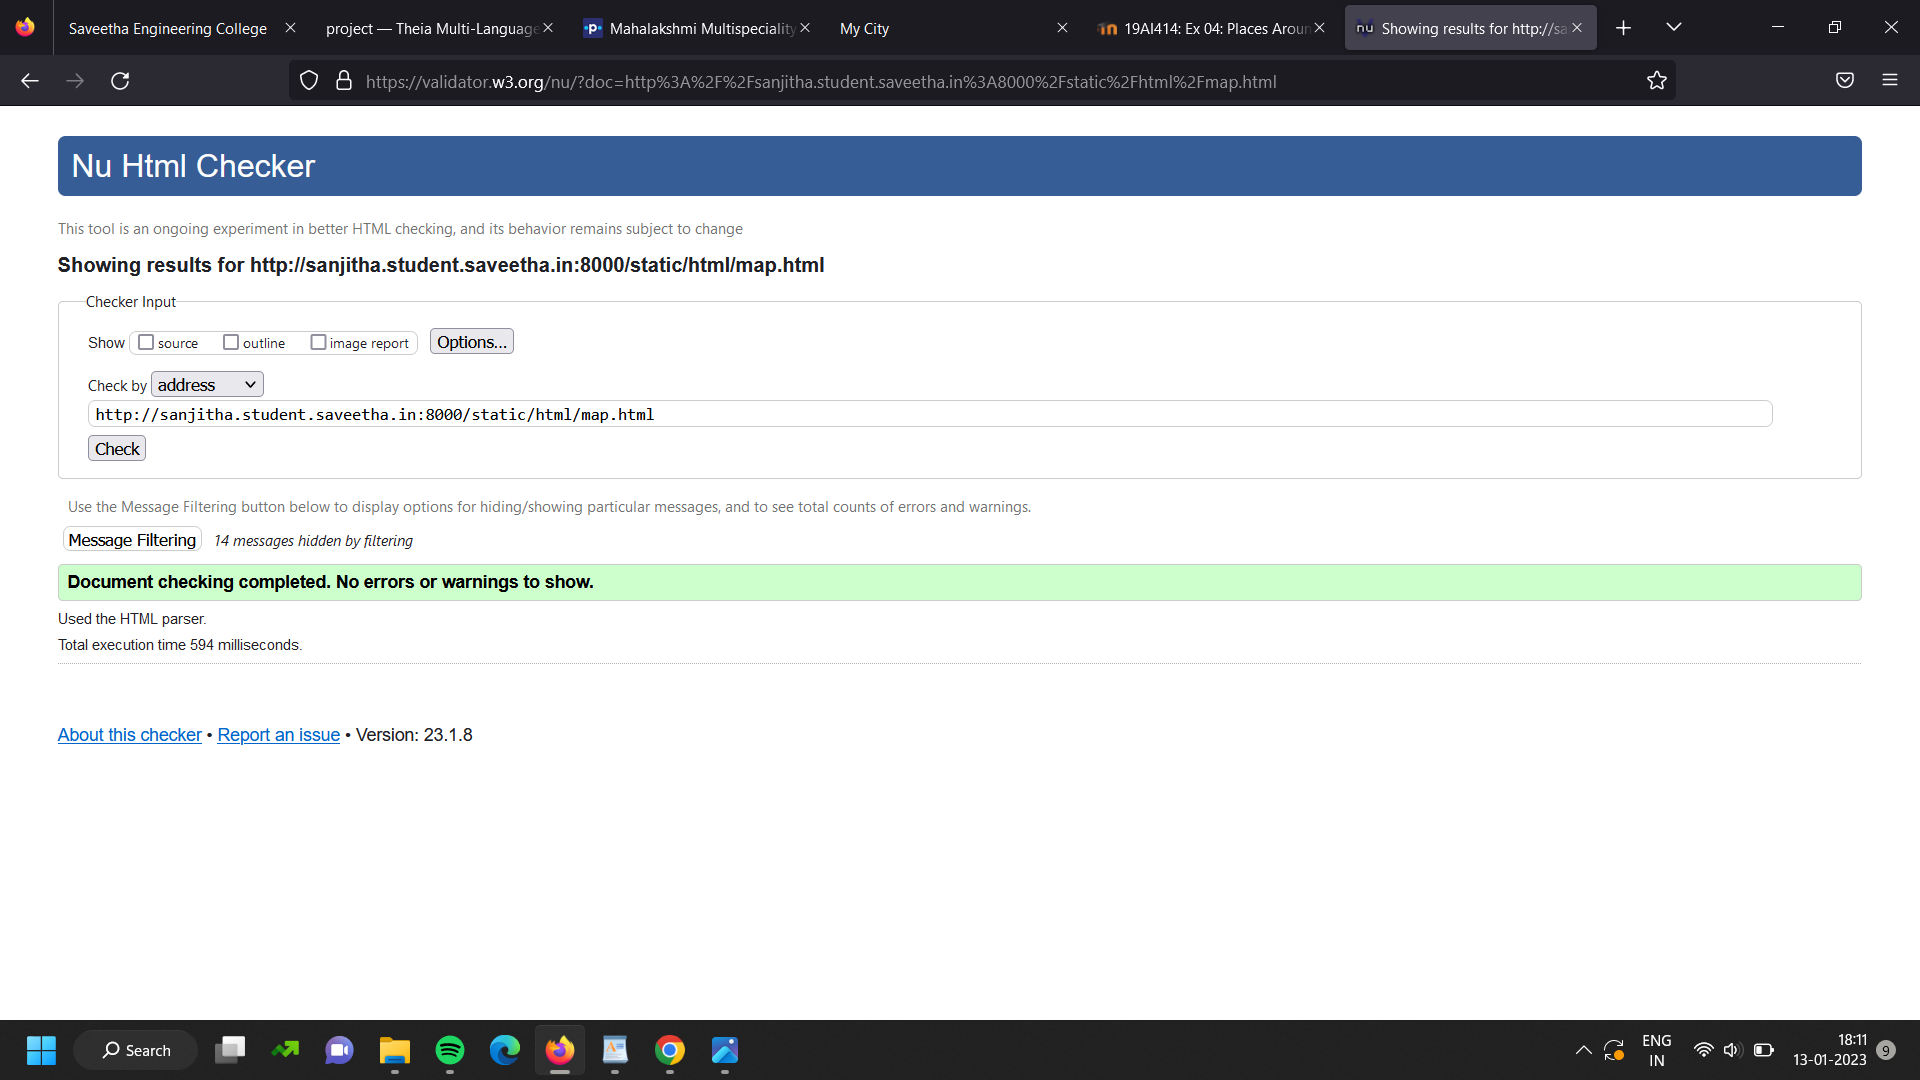 Saveetha Engineering College
project — Theia Multi-Language
Mahalakshmi Multispeciality
My City
19AI414: Ex 04: Places Aroun
nu Showing results for http://sa
https://validator.w3.org/nu/?doc=http%3A%2F%2Fsanjitha.student.saveetha.in%3A8000%2Fstatic%2Fhtml%2Fmap.html
Nu Html Checker
This tool is an ongoing experiment in better HTML checking, and its behavior remains subject to change
Showing results for http://sanjitha.student.saveetha.in:8000/static/html/map.html
Checker Input
Show source outline image report Options...
Check by address
http://sanjitha.student.saveetha.in:8000/static/html/map.html
Check
Use the Message Filtering button below to display options for hiding/showing particular messages, and to see total counts of errors and warnings.
Message Filtering 14 messages hidden by filtering
Document checking completed. No errors or warnings to show.
Used the HTML parser.
Total execution time 594 milliseconds.
About this checker • Report an issue • Version: 23.1.8
Search
ENG
IN
18:11
13-01-2023
9